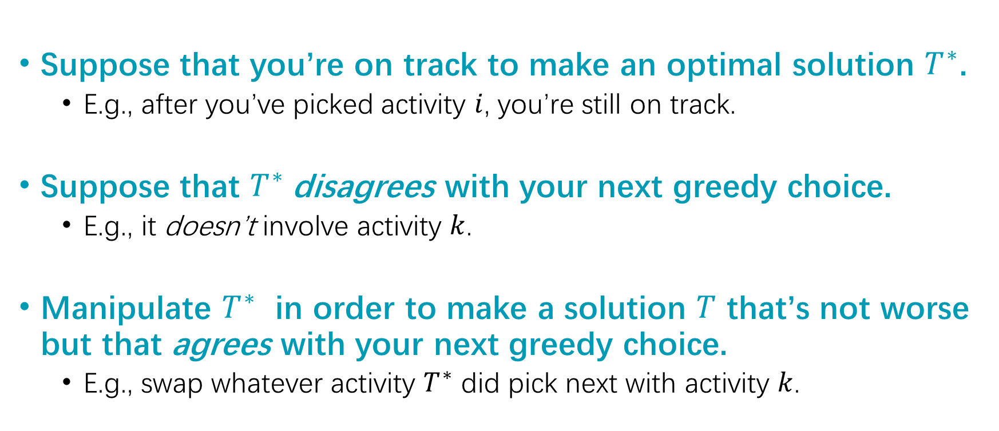 • Suppose that you’re on track to make an optimal solution T*.
• E.g., after you’ve picked activity i, you’re still on track.
• Suppose that T* disagrees with your next greedy choice.
• E.g., it doesn’t involve activity k.
• Manipulate T* in order to make a solution T that’s not worse
but that agrees with your next greedy choice.
• E.g., swap whatever activity T* did pick next with activity k.